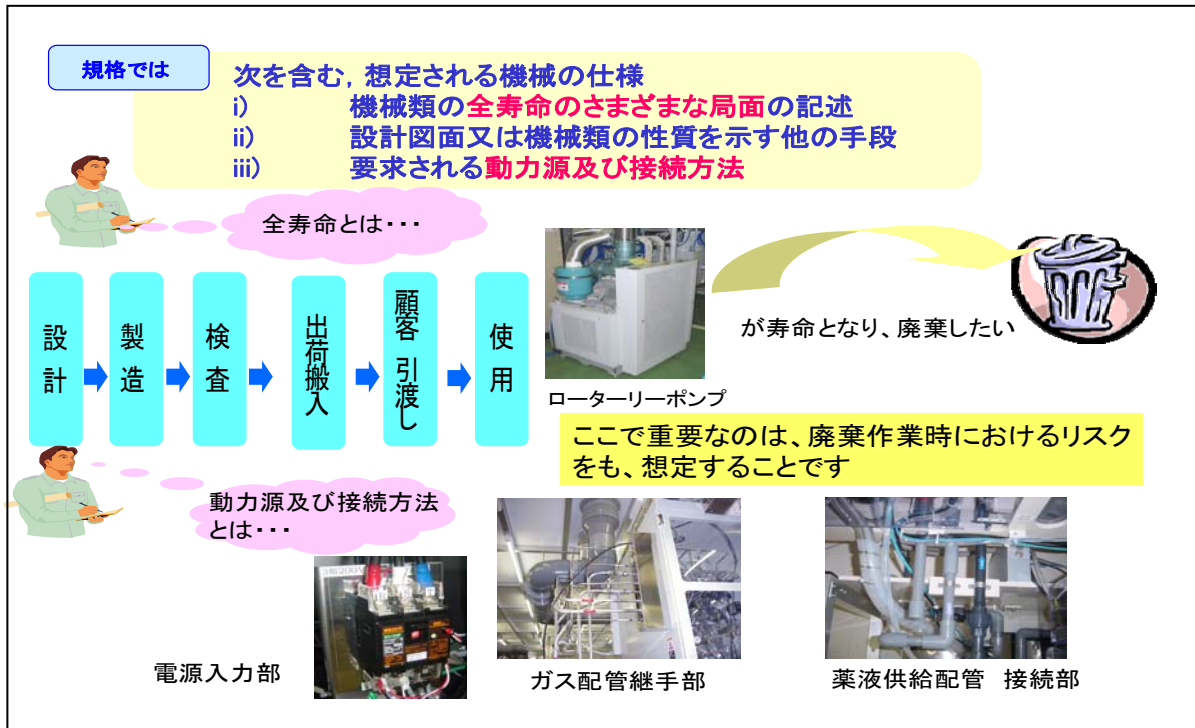 規格では
次を含む，想定される機械の仕様
i) 機械類の全寿命のさまざまな局面の記述
ii) 設計図面又は機械類の性質を示す他の手段
iii) 要求される動力源及び接続方法
全寿命とは・・・
設計
製造
検査
出荷搬入
顧客 引渡し
使用
ローターリーポンプ
が寿命となり、廃棄したい
ここで重要なのは、廃棄作業時におけるリスク
をも、想定することです
動力源及び接続方法
とは・・・
電源入力部
ガス配管継手部
薬液供給配管　接続部